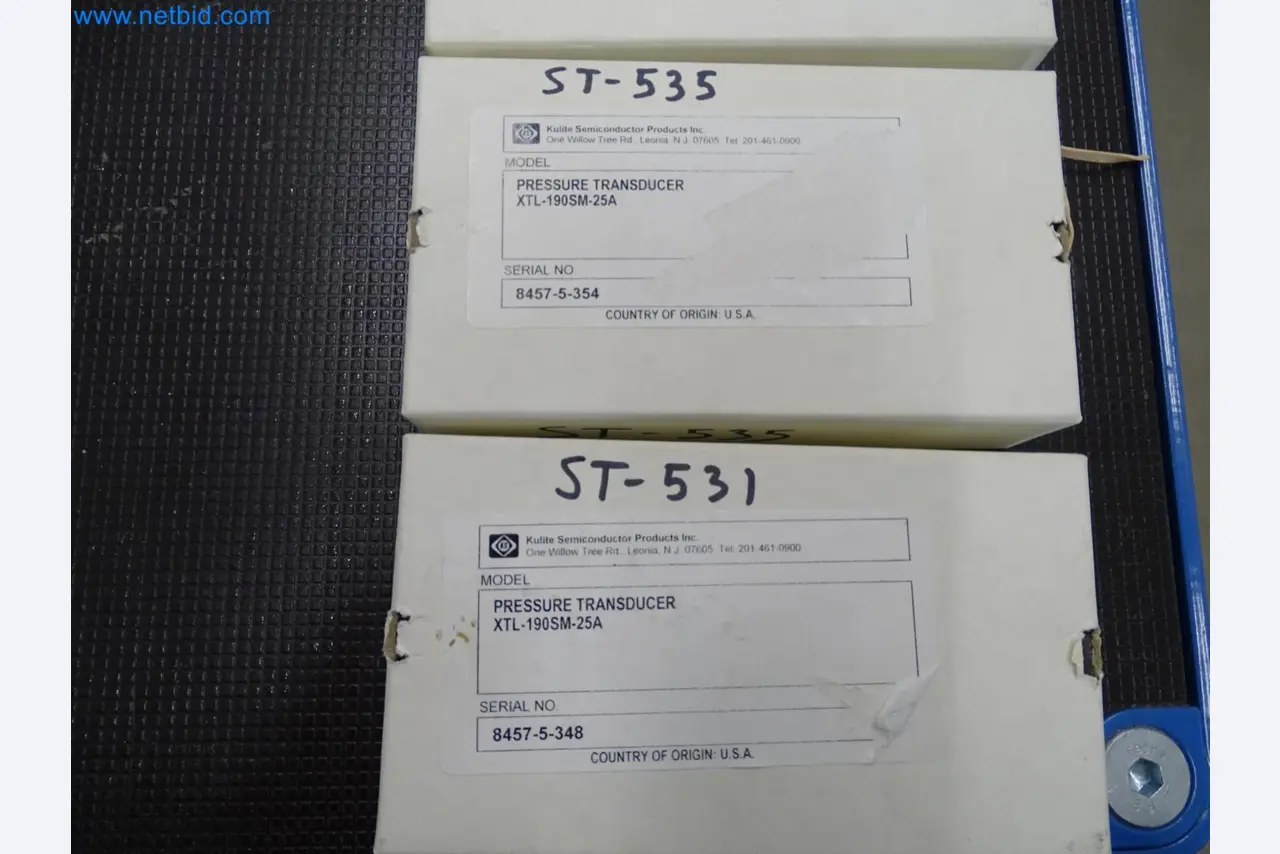 www.netbid.com
ST-535
Kulite Semiconductor Products Inc.
One Willow Tree Rd., Leonia, N.J. 07605 Tel: 201-461-0900
MODEL
PRESSURE TRANSDUCER
XTL-190SM-25A
SERIAL NO
8457-5-354
COUNTRY OF ORIGIN: U.S.A.
ST-535
ST-531
Kulite Semiconductor Products Inc.
One Willow Tree Rd., Leonia, N.J. 07605 Tel: 201-461-0900
MODEL
PRESSURE TRANSDUCER
XTL-190SM-25A
SERIAL NO
8457-5-348
COUNTRY OF ORIGIN: U.S.A.